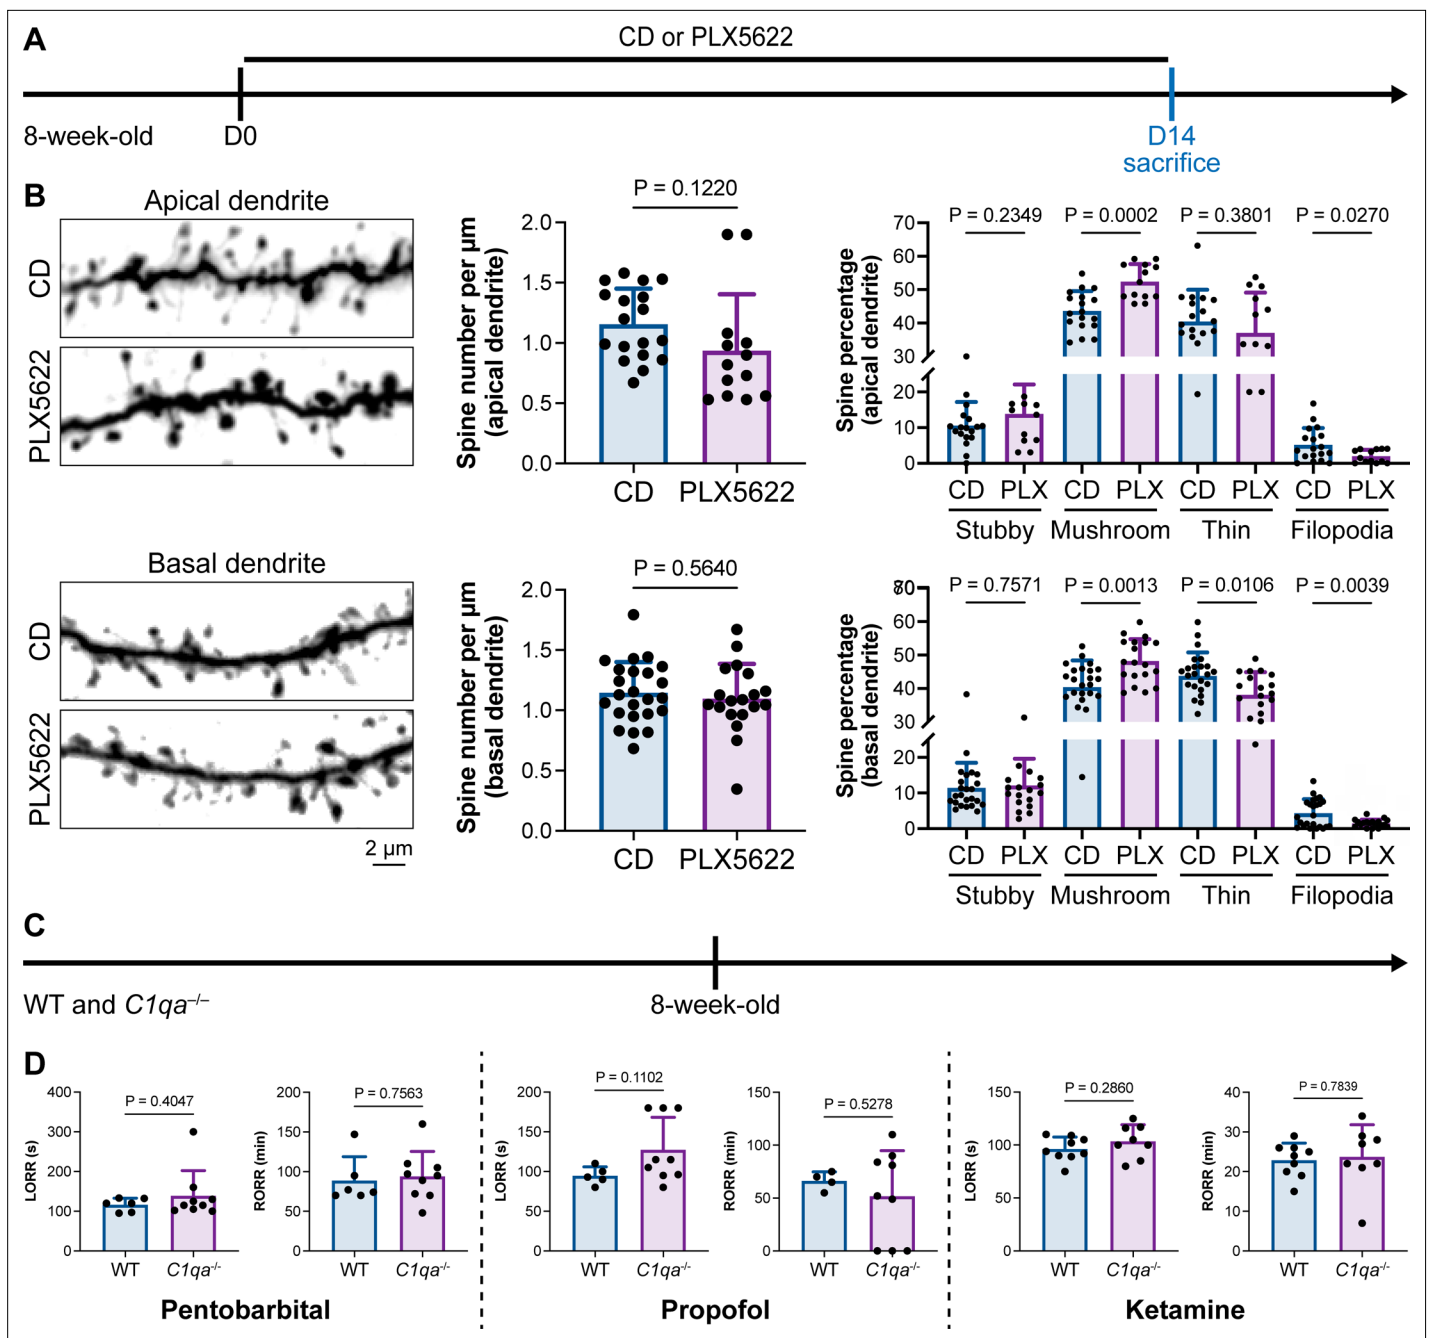 A
CD or PLX5622
8-week-old
D0
D14
sacrifice
B
Apical dendrite
CD
PLX5622
P = 0.1220
Spine number per µm
(apical dendrite)
2.0
1.5
1.0
0.5
0.0
CD PLX5622
P = 0.2349 P = 0.0002 P = 0.3801 P = 0.0270
Spine percentage
(apical dendrite)
70
60
50
40
30
20
10
0
CD PLX CD PLX CD PLX CD PLX
Stubby Mushroom Thin Filopodia
Basal dendrite
CD
PLX5622
2 µm
P = 0.5640
Spine number per µm
(basal dendrite)
2.0
1.5
1.0
0.5
0.0
CD PLX5622
P = 0.7571 P = 0.0013 P = 0.0106 P = 0.0039
Spine percentage
(basal dendrite)
60
50
40
30
20
10
0
CD PLX CD PLX CD PLX CD PLX
Stubby Mushroom Thin Filopodia
C
WT and C1qa–/–
8-week-old
D
P = 0.4047
LORR (s)
400
300
200
100
0
WT C1qa-/-
P = 0.7563
RORR (min)
200
150
100
50
0
WT C1qa-/-
Pentobarbital
P = 0.1102
LORR (s)
200
150
100
50
0
WT C1qa-/-
P = 0.5278
RORR (min)
150
100
50
0
WT C1qa-/-
Propofol
P = 0.2860
LORR (s)
150
100
50
0
WT C1qa-/-
P = 0.7839
RORR (min)
40
30
20
10
0
WT C1qa-/-
Ketamine